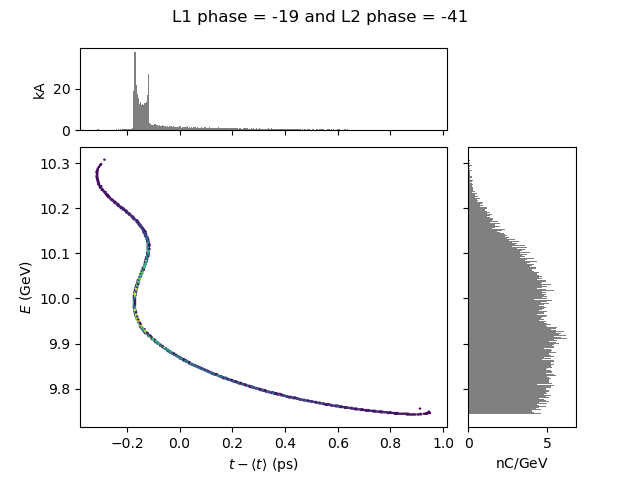 L1 phase = -19 and L2 phase = -41
kA
20
0
E (GeV)
10.3
10.2
10.1
10.0
9.9
9.8
−0.2 0.0 0.2 0.4 0.6 0.8 1.0
t − ⟨t⟩ (ps)
0 5
nC/GeV